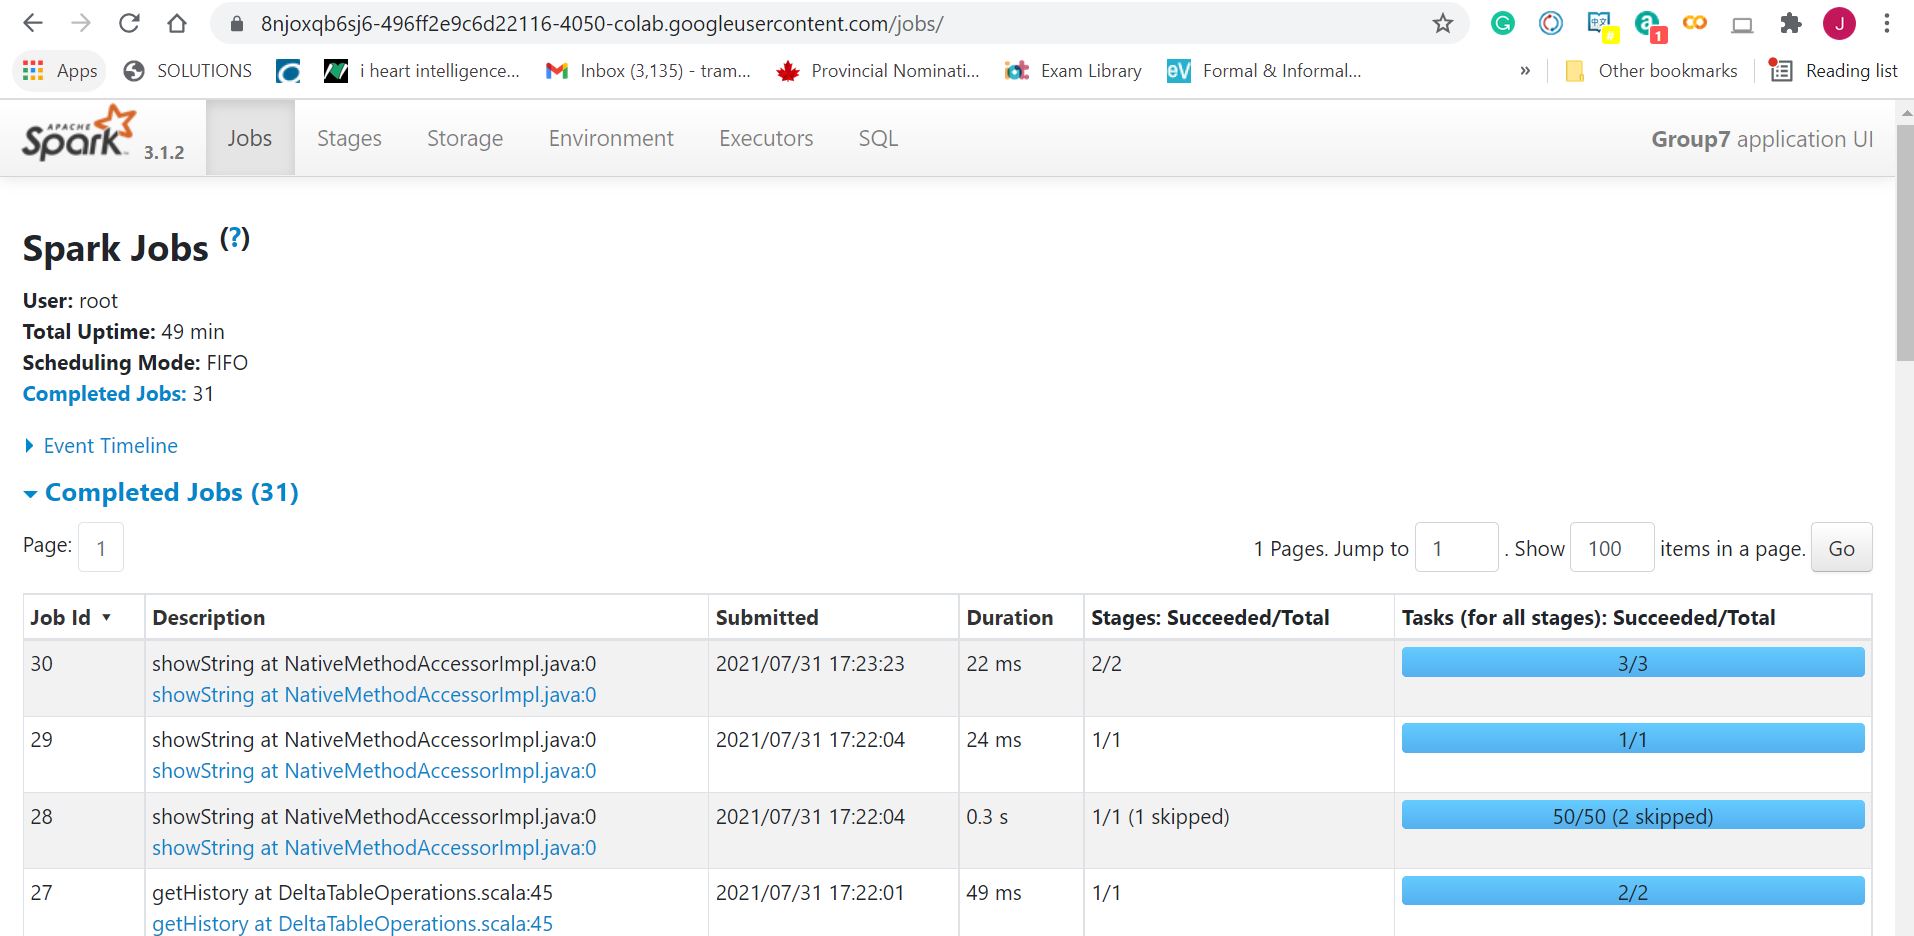 8njoxqb6sj6-496ff2e9c6d22116-4050-colab.googleusercontent.com/jobs/
1
J
Apps
SOLUTIONS
i heart intelligence...
Inbox (3,135) - tram...
Provincial Nominati...
iot Exam Library
eV Formal & Informal...
»
Other bookmarks
Reading list
APACHE
Spark 3.1.2
Jobs
Stages
Storage
Environment
Executors
SQL
Group7 application UI
Spark Jobs (?)
User: root
Total Uptime: 49 min
Scheduling Mode: FIFO
Completed Jobs: 31
Event Timeline
Completed Jobs (31)
Page: 1
1 Pages. Jump to 1 . Show 100 items in a page. Go
Job Id Description Submitted Duration Stages: Succeeded/Total Tasks (for all stages): Succeeded/Total
30 showString at NativeMethodAccessorImpl.java:0 2021/07/31 17:23:23 22 ms 2/2 3/3
showString at NativeMethodAccessorImpl.java:0
29 showString at NativeMethodAccessorImpl.java:0 2021/07/31 17:22:04 24 ms 1/1 1/1
showString at NativeMethodAccessorImpl.java:0
28 showString at NativeMethodAccessorImpl.java:0 2021/07/31 17:22:04 0.3 s 1/1 (1 skipped) 50/50 (2 skipped)
showString at NativeMethodAccessorImpl.java:0
27 getHistory at DeltaTableOperations.scala:45 2021/07/31 17:22:01 49 ms 1/1 2/2
getHistory at DeltaTableOperations.scala:45